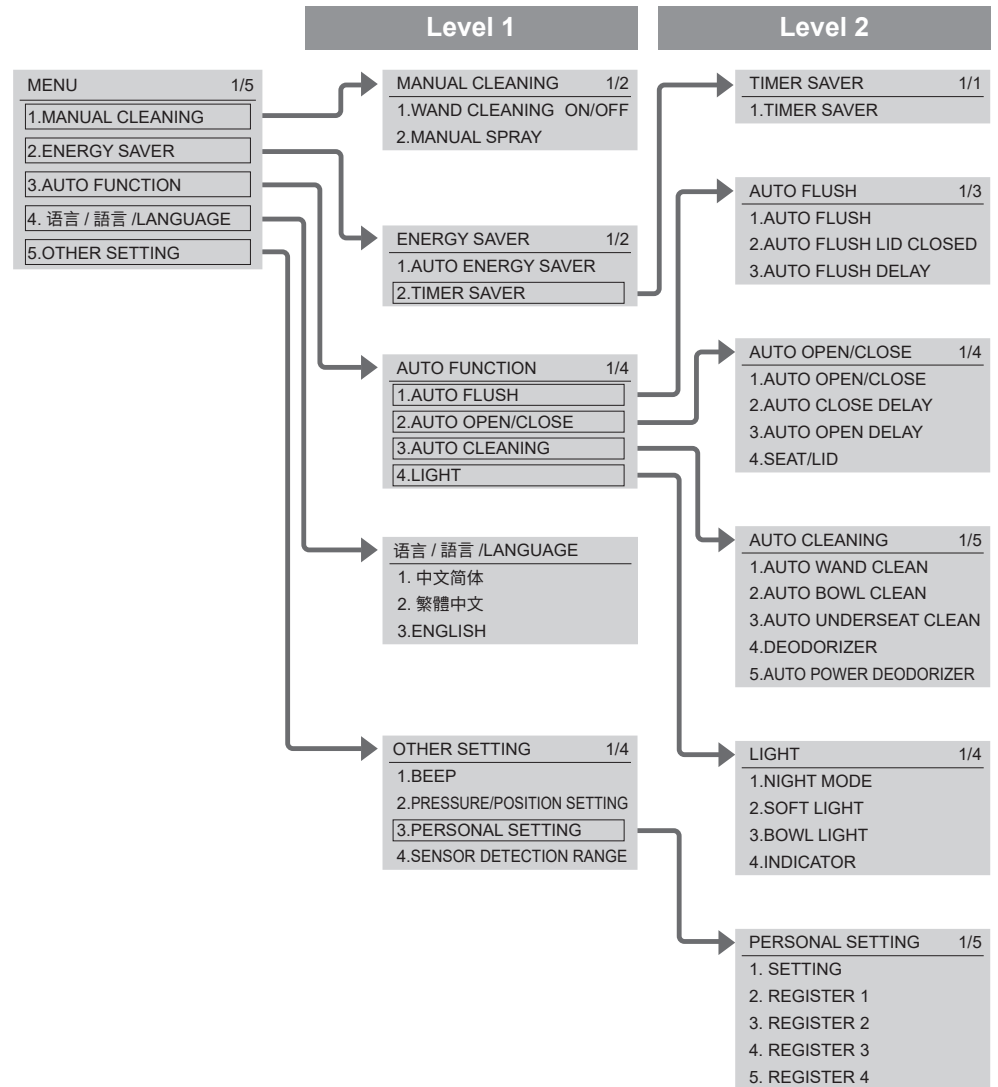 Level 1
Level 2
MENU 1/5
1.MANUAL CLEANING
2.ENERGY SAVER
3.AUTO FUNCTION
4. 语言 / 語言 /LANGUAGE
5.OTHER SETTING
MANUAL CLEANING 1/2
1.WAND CLEANING ON/OFF
2.MANUAL SPRAY
ENERGY SAVER 1/2
1.AUTO ENERGY SAVER
2.TIMER SAVER
AUTO FUNCTION 1/4
1.AUTO FLUSH
2.AUTO OPEN/CLOSE
3.AUTO CLEANING
4.LIGHT
语言 / 語言 /LANGUAGE
1. 中文简体
2. 繁體中文
3.ENGLISH
OTHER SETTING 1/4
1.BEEP
2.PRESSURE/POSITION SETTING
3.PERSONAL SETTING
4.SENSOR DETECTION RANGE
TIMER SAVER 1/1
1.TIMER SAVER
AUTO FLUSH 1/3
1.AUTO FLUSH
2.AUTO FLUSH LID CLOSED
3.AUTO FLUSH DELAY
AUTO OPEN/CLOSE 1/4
1.AUTO OPEN/CLOSE
2.AUTO CLOSE DELAY
3.AUTO OPEN DELAY
4.SEAT/LID
AUTO CLEANING 1/5
1.AUTO WAND CLEAN
2.AUTO BOWL CLEAN
3.AUTO UNDERSEAT CLEAN
4.DEODORIZER
5.AUTO POWER DEODORIZER
LIGHT 1/4
1.NIGHT MODE
2.SOFT LIGHT
3.BOWL LIGHT
4.INDICATOR
PERSONAL SETTING 1/5
1. SETTING
2. REGISTER 1
3. REGISTER 2
4. REGISTER 3
5. REGISTER 4